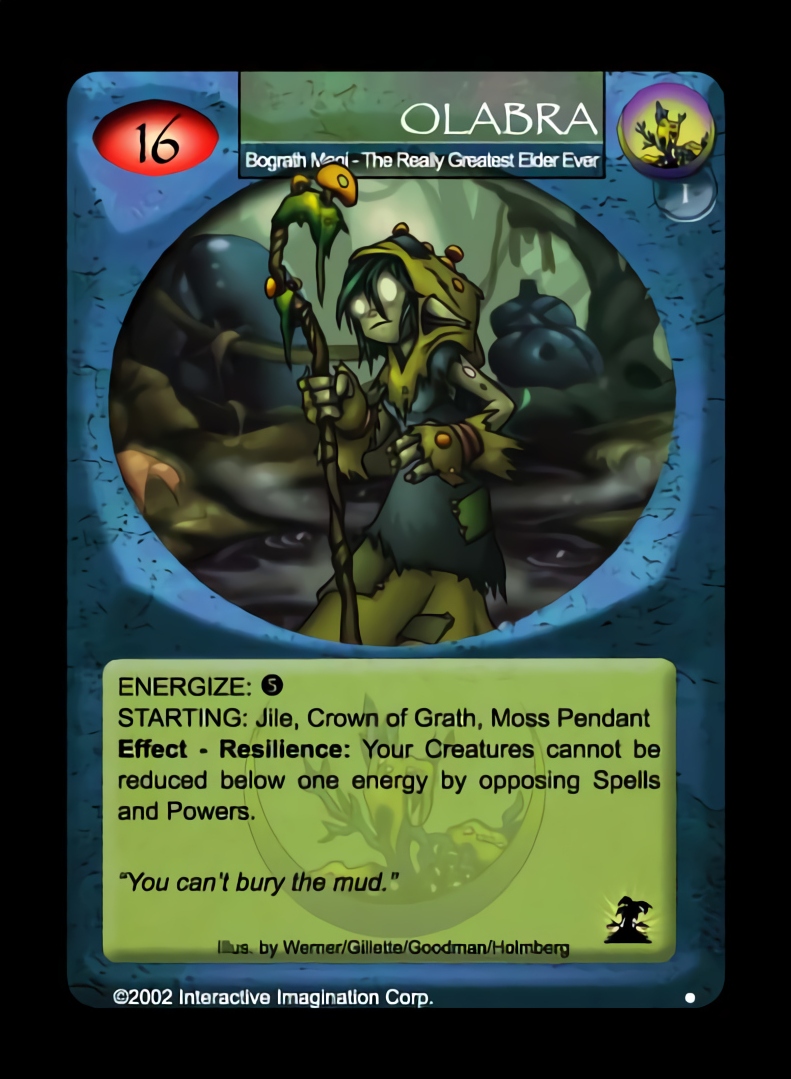 16
OLABRA
Bograth Magi - The Really Greatest Elder Ever
1
ENERGIZE: 5
STARTING: Jile, Crown of Grath, Moss Pendant
Effect - Resilience: Your Creatures cannot be
reduced below one energy by opposing Spells
and Powers.
"You can't bury the mud."
Illus. by Werner/Gillette/Goodman/Holmberg
©2002 Interactive Imagination Corp.